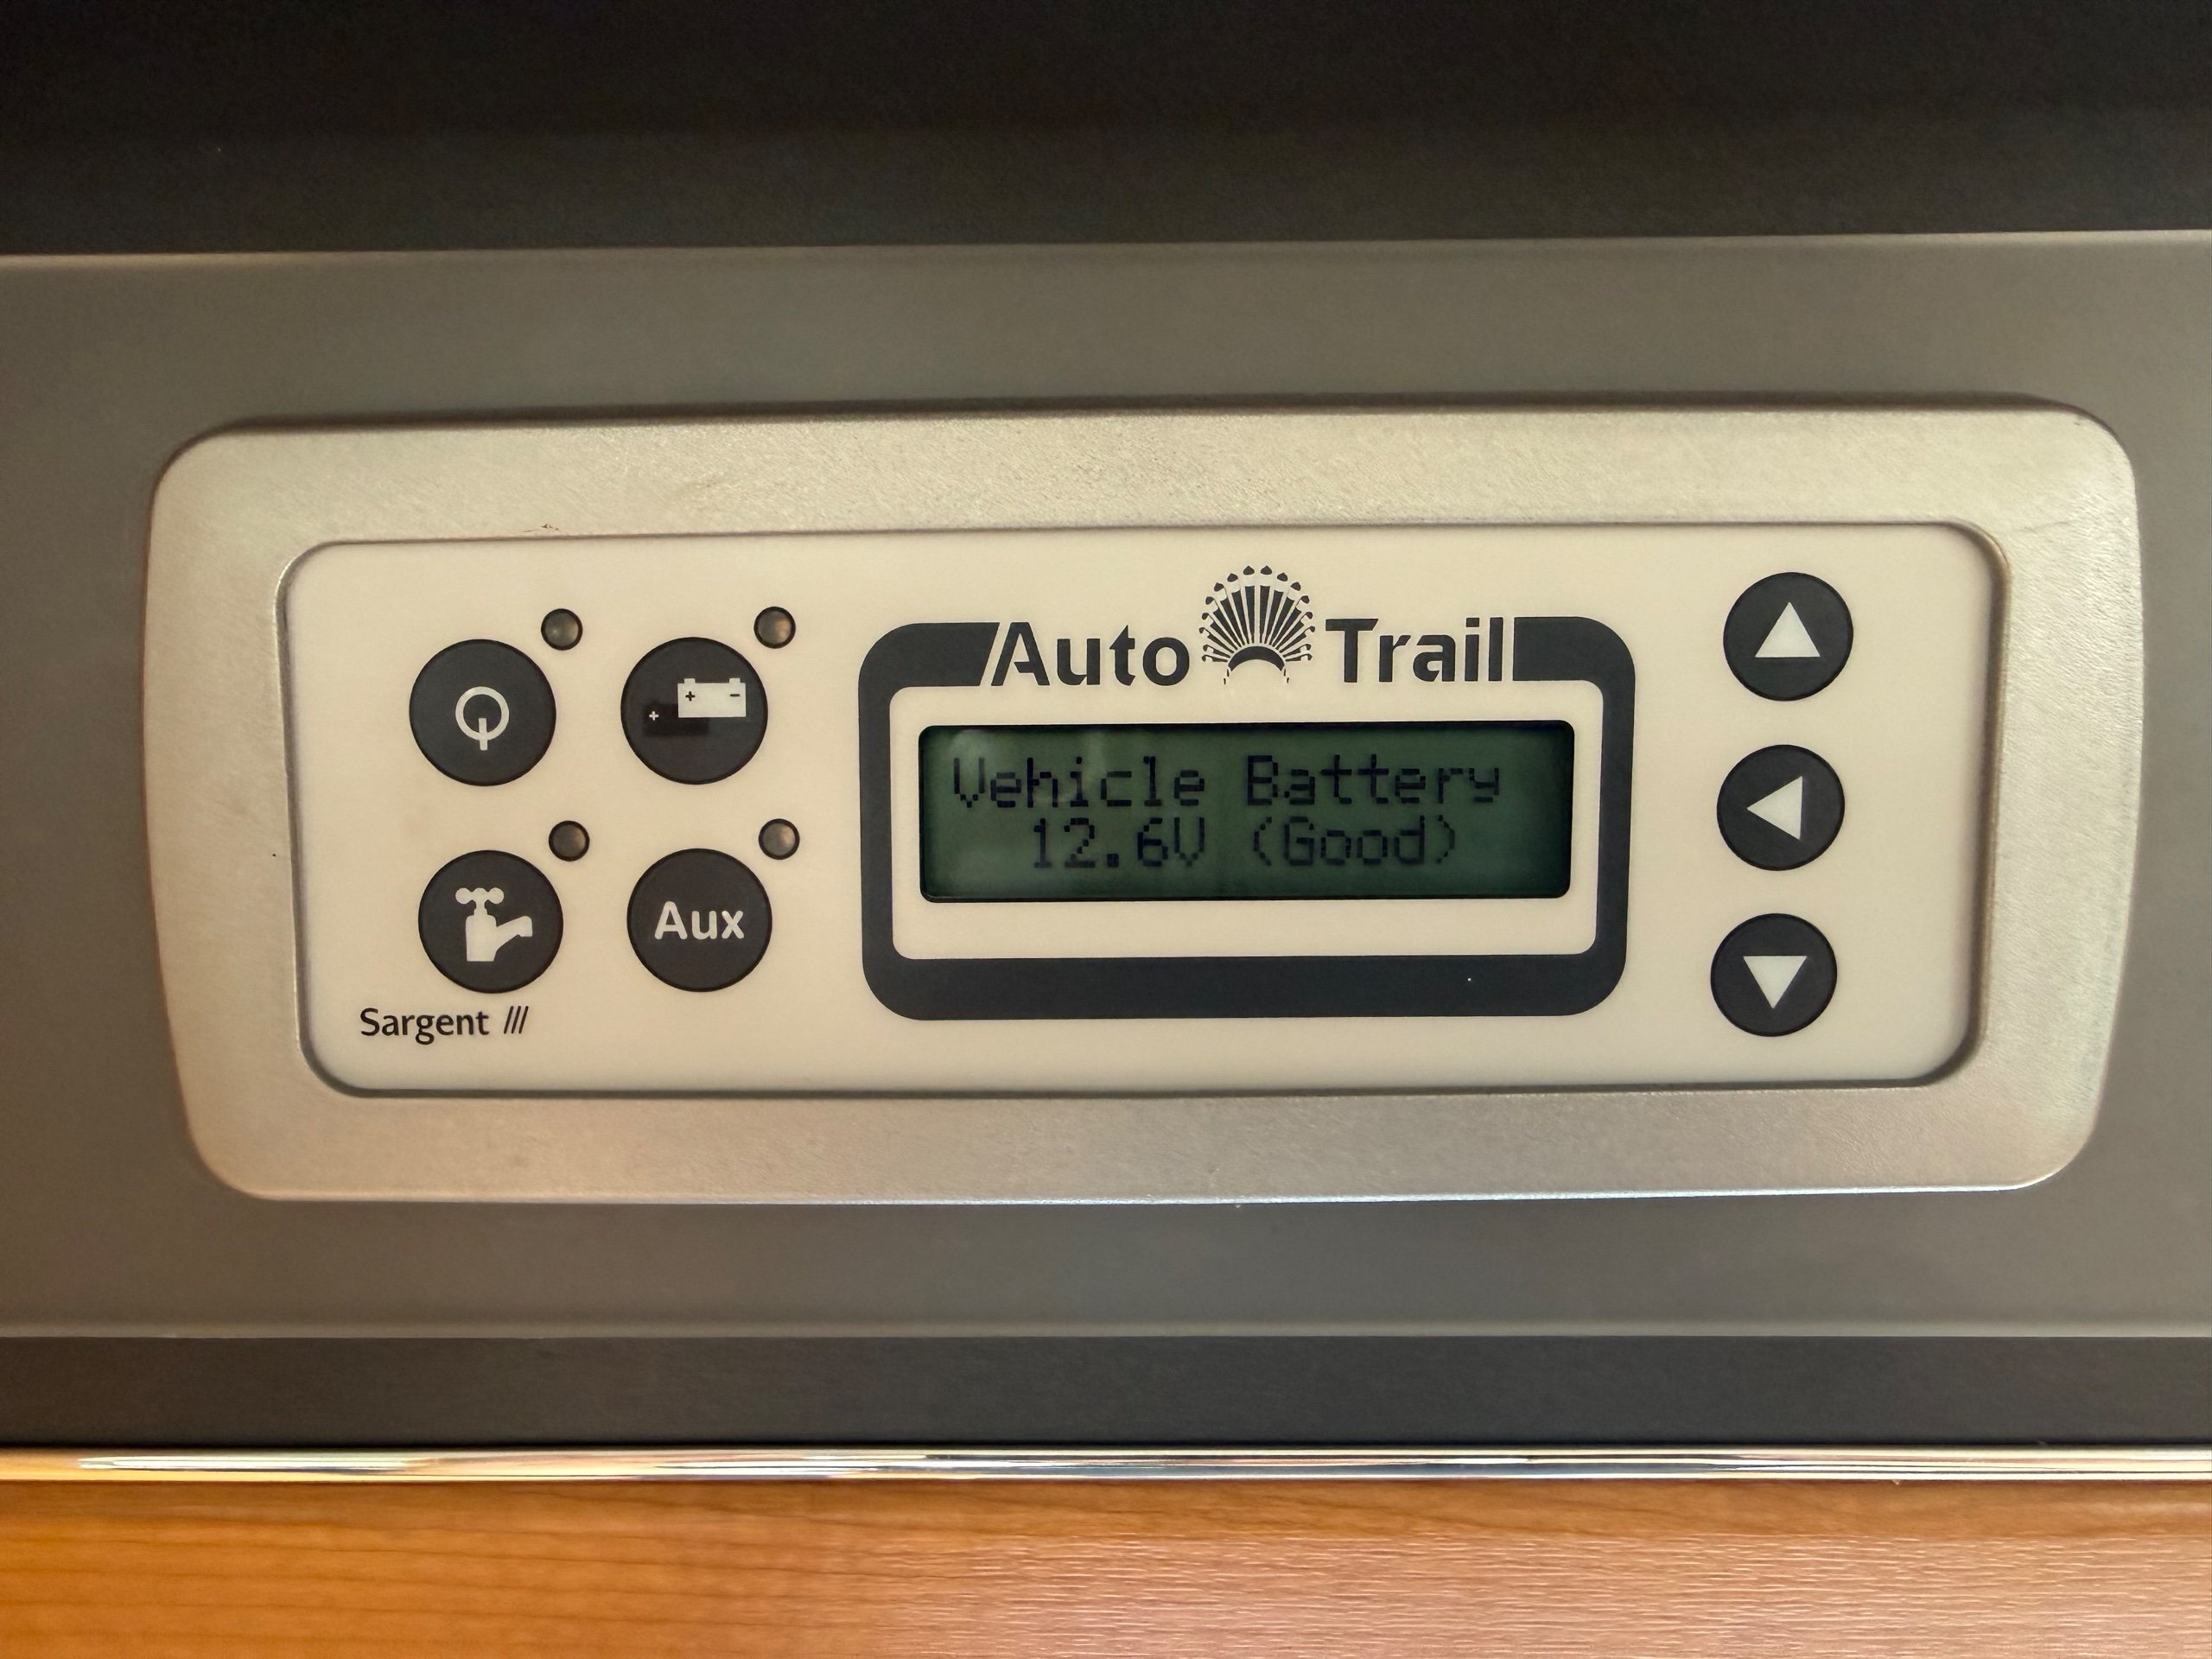 Auto Trail
Vehicle Battery
12.6V (Good)
Aux
Sargent ///